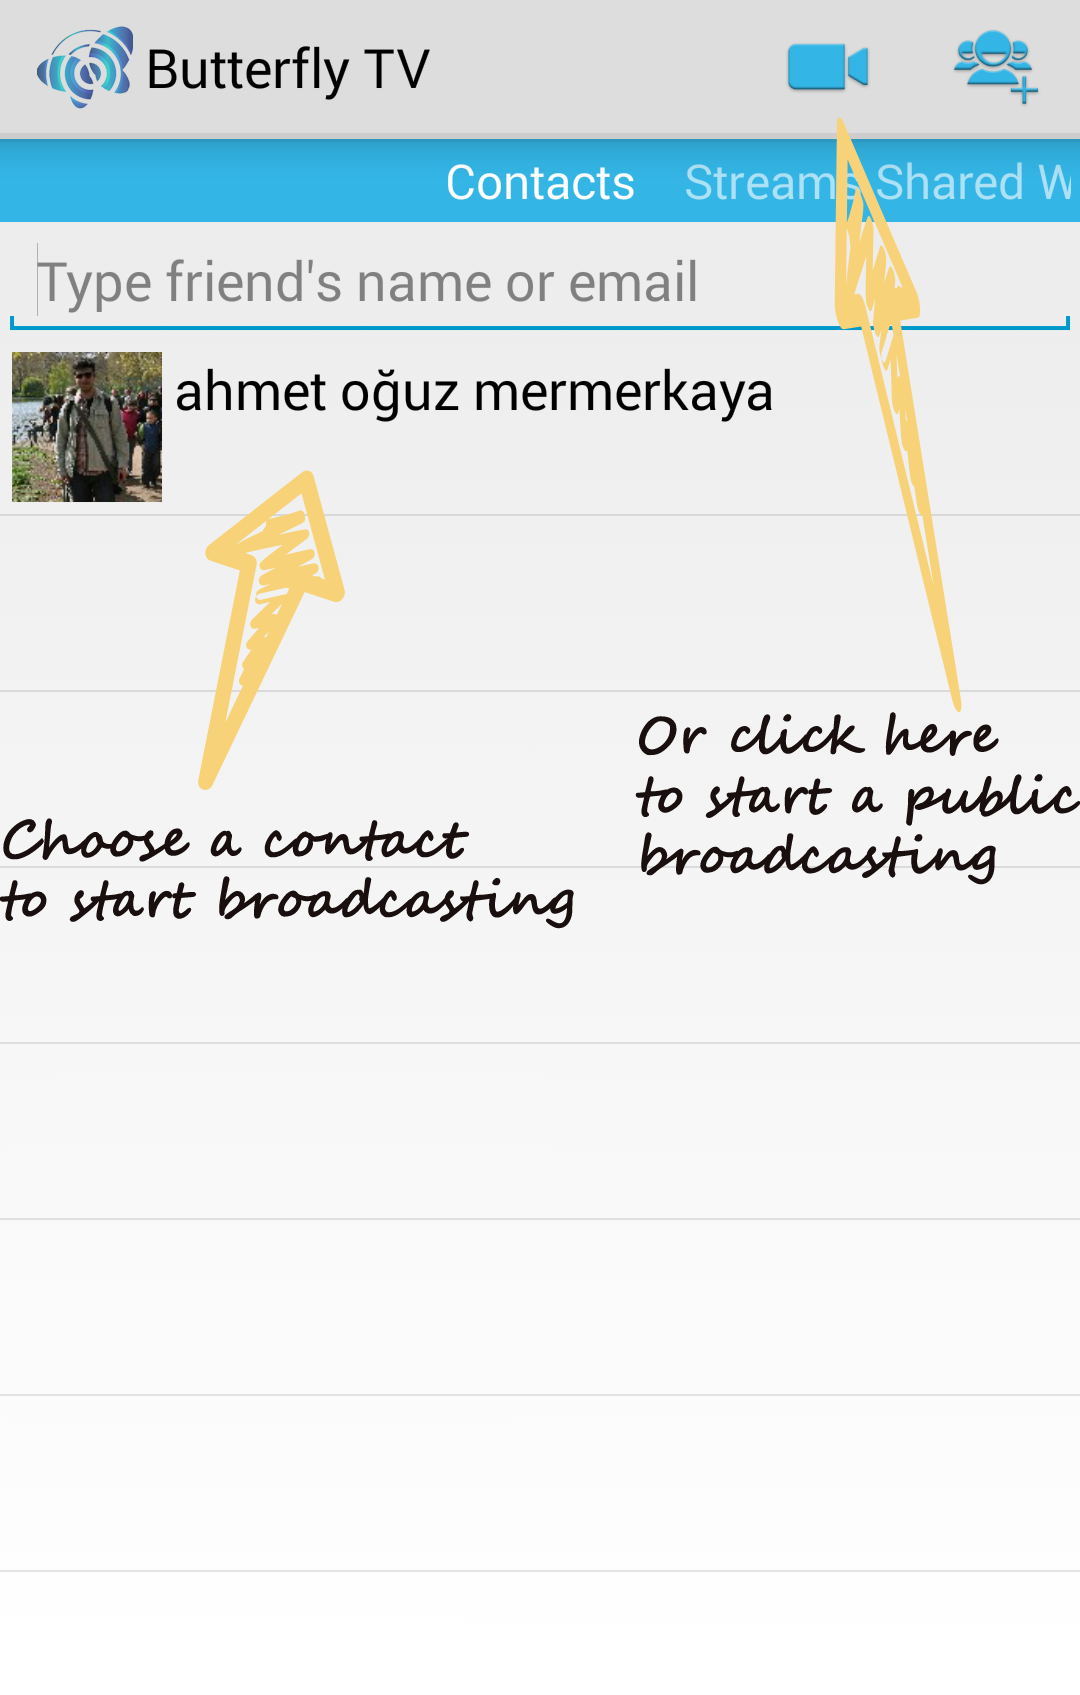 Butterfly TV
Contacts Streams Shared W
Type friend's name or email
ahmet oğuz mermerkaya
Or click here
to start a public
broadcasting
Choose a contact
to start broadcasting